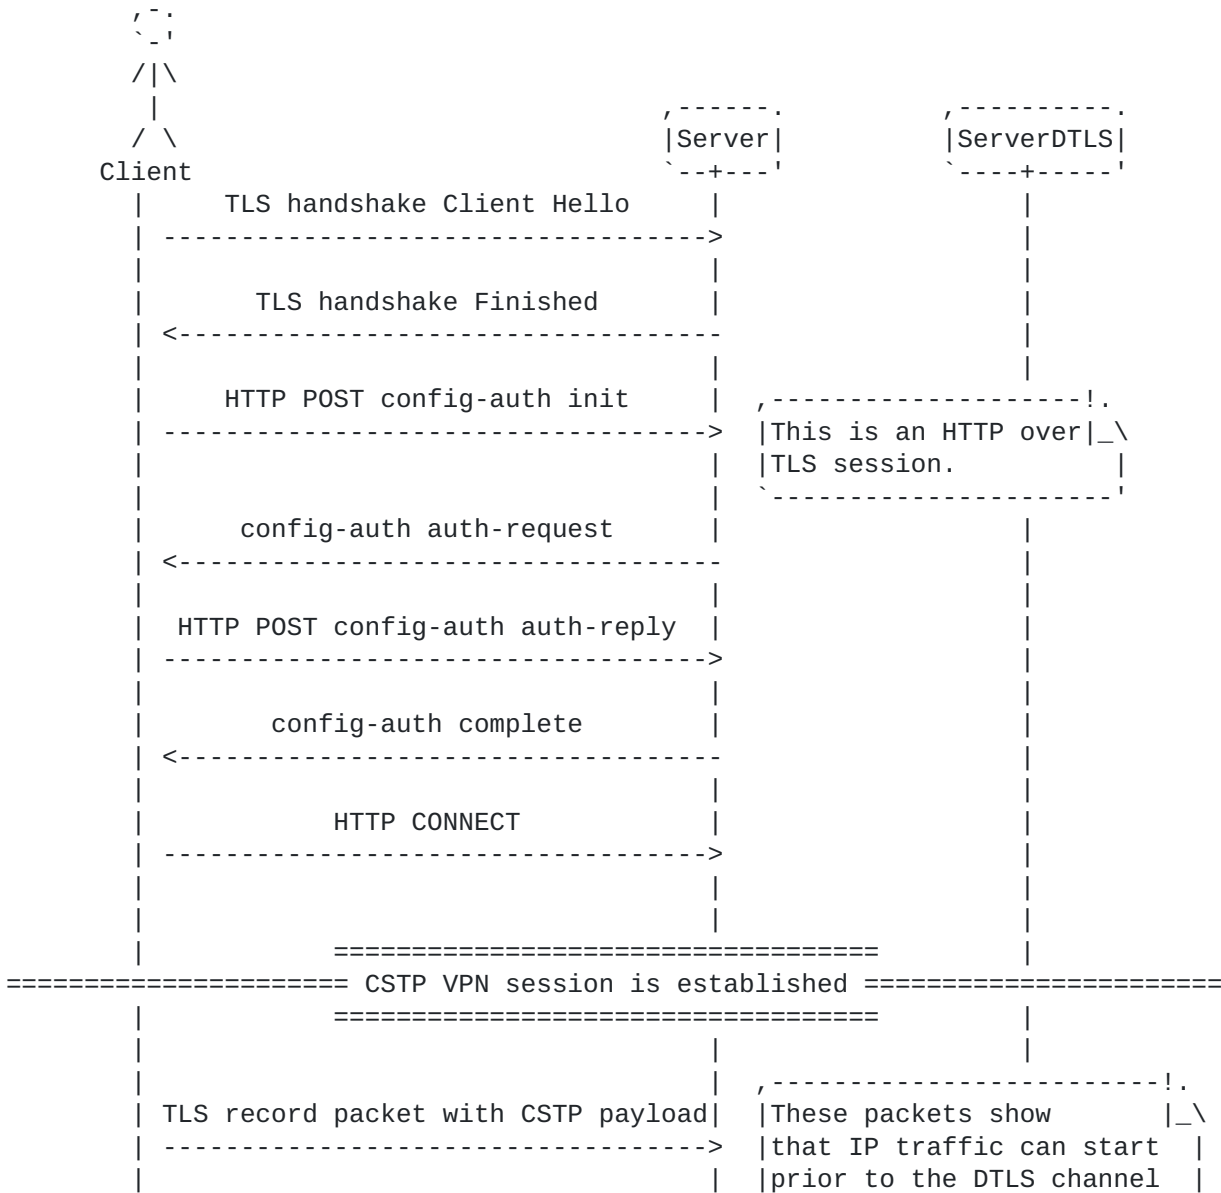 Client
Server
ServerDTLS
TLS handshake Client Hello
TLS handshake Finished
HTTP POST config-auth init
This is an HTTP over
TLS session.
config-auth auth-request
HTTP POST config-auth auth-reply
config-auth complete
HTTP CONNECT
CSTP VPN session is established
TLS record packet with CSTP payload
These packets show
that IP traffic can start
prior to the DTLS channel